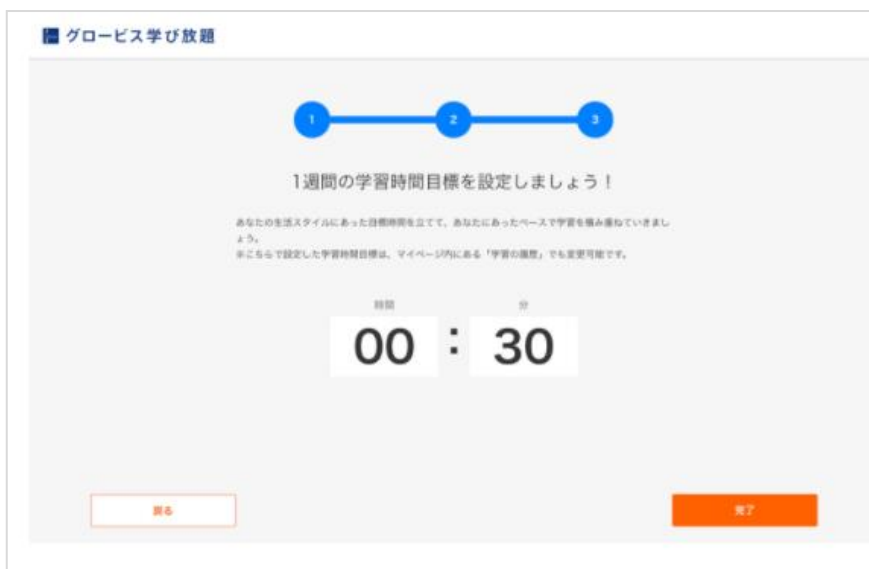 グロービス学び放題
1 2 3
1週間の学習時間目標を設定しましょう！
あなたの生活スタイルにあった目標時間を立てて、あなたにあったペースで学習を積み重ねていきまし
ょう。
※こちらで設定した学習時間目標は、マイページ内にある「学習の履歴」でも変更可能です。
時間 分
00 : 30
戻る 完了